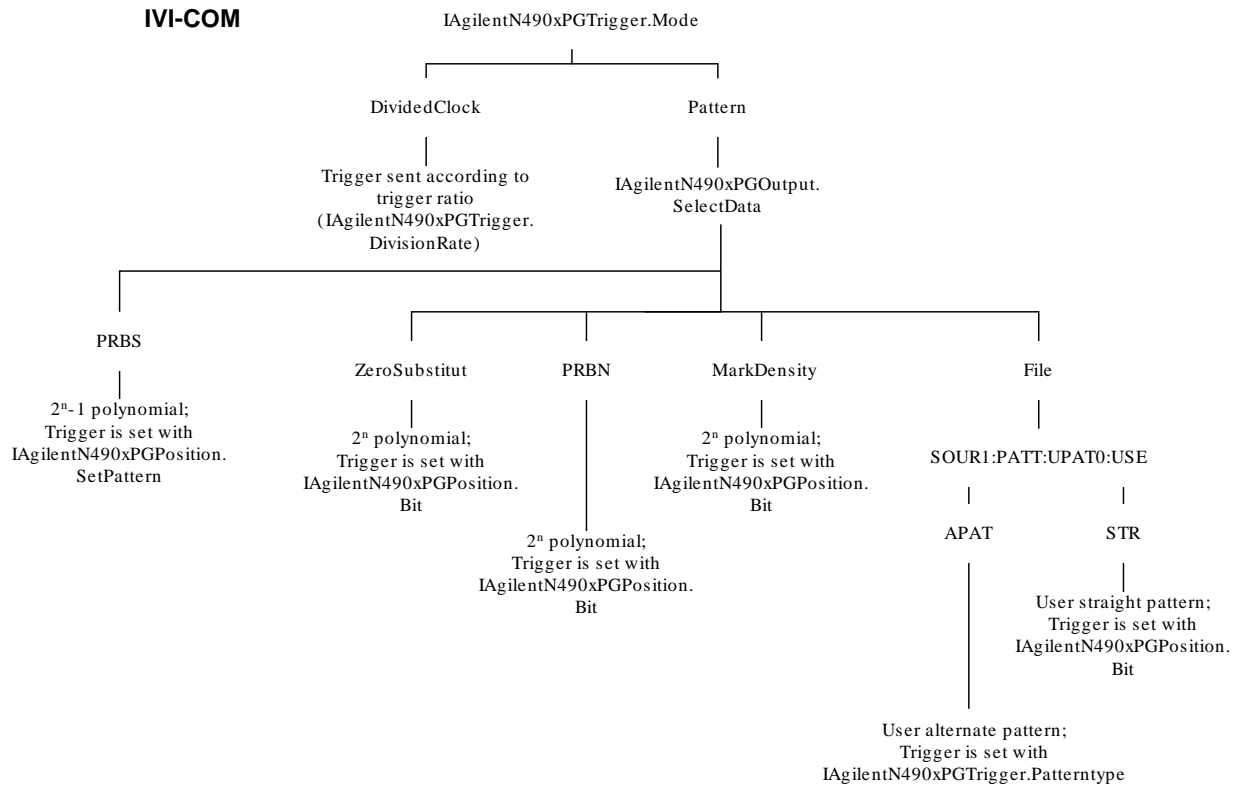 IVI-COM
IAgilentN490xPGTrigger.Mode
DividedClock
Pattern
Trigger sent according to
trigger ratio
(IAgilentN490xPGTrigger.
DivisionRate)
IAgilentN490xPGOutput.
SelectData
PRBS
2ⁿ-1 polynomial;
Trigger is set with
IAgilentN490xPGPosition.
SetPattern
ZeroSubstitut
2ⁿ polynomial;
Trigger is set with
IAgilentN490xPGPosition.
Bit
PRBN
2ⁿ polynomial;
Trigger is set with
IAgilentN490xPGPosition.
Bit
MarkDensity
2ⁿ polynomial;
Trigger is set with
IAgilentN490xPGPosition.
Bit
File
SOUR1:PATT:UPAT0:USE
APAT
User alternate pattern;
Trigger is set with
IAgilentN490xPGTrigger.Patterntype
STR
User straight pattern;
Trigger is set with
IAgilentN490xPGPosition.
Bit